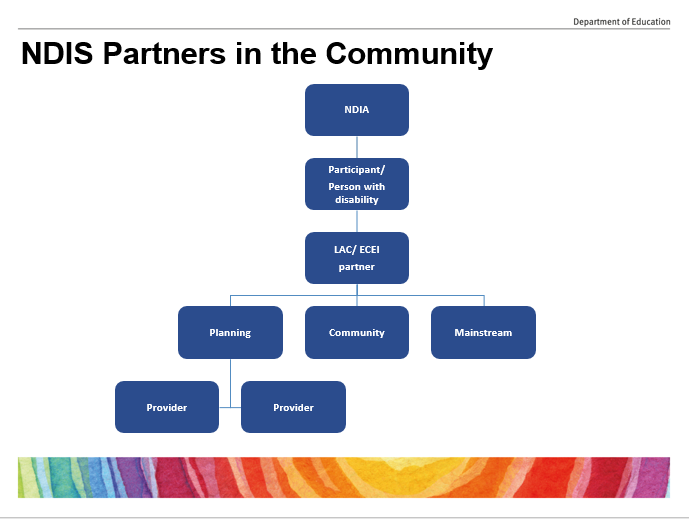 Department of Education
NDIS Partners in the Community
NDIA
Participant/
Person with
disability
LAC/ ECEI
partner
Planning
Community
Mainstream
Provider
Provider